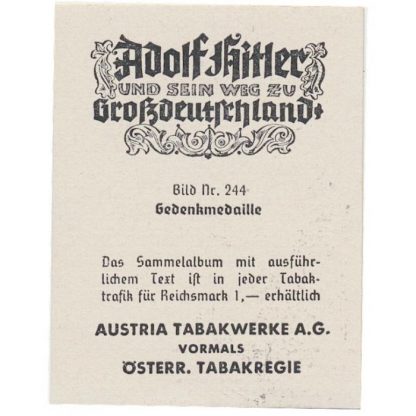 Adolf Hitler
UND SEIN WEG ZU
Großdeutschland
Bild Nr. 244
Gedenkmedaille
Das Sammelalbum mit ausführ-
lichem Text ist in jeder Tabak-
trafik für Reichsmark 1,— erhältlich
AUSTRIA TABAKWERKE A.G.
VORMALS
ÖSTERR. TABAKREGIE